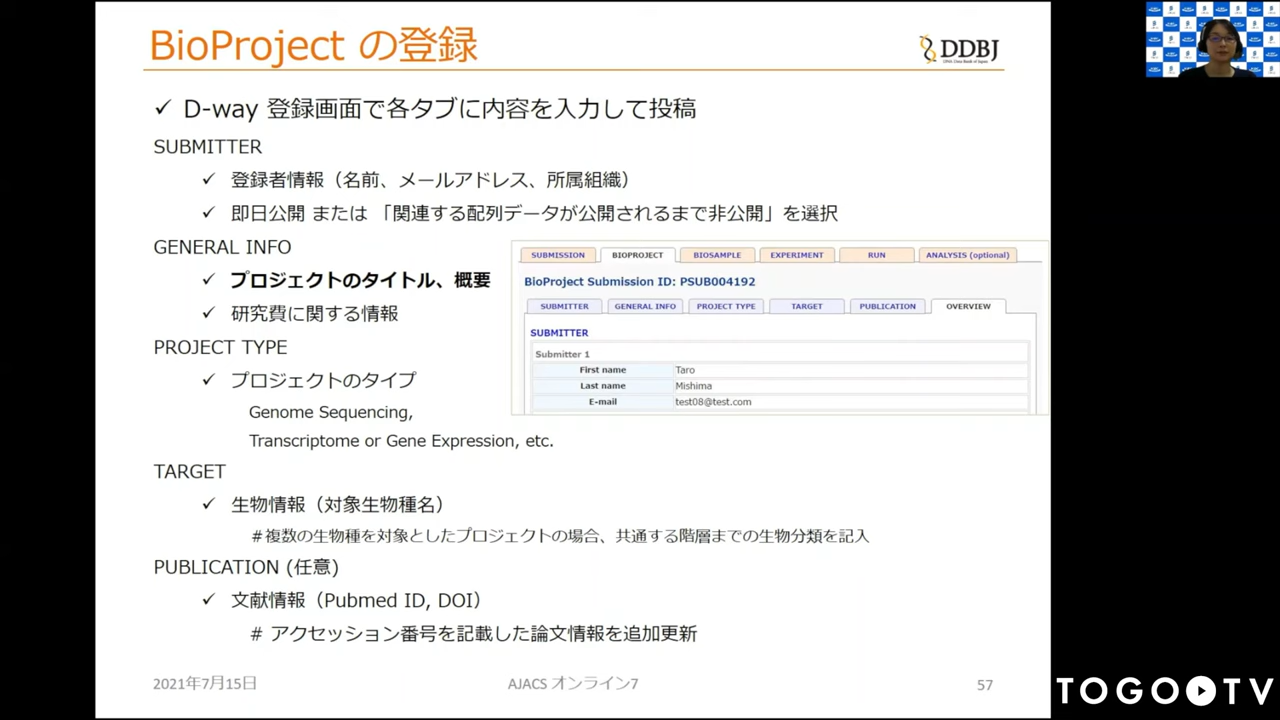 BioProject の登録
DDBJ
DNA Data Bank of Japan
✓ D-way 登録画面で各タブに内容を入力して投稿
SUBMITTER
✓ 登録者情報（名前、メールアドレス、所属組織）
✓ 即日公開 または 「関連する配列データが公開されるまで非公開」を選択
GENERAL INFO
✓ プロジェクトのタイトル、概要
✓ 研究費に関する情報
PROJECT TYPE
✓ プロジェクトのタイプ
Genome Sequencing,
Transcriptome or Gene Expression, etc.
TARGET
✓ 生物情報（対象生物種名）
＃複数の生物種を対象としたプロジェクトの場合、共通する階層までの生物分類を記入
PUBLICATION (任意)
✓ 文献情報（Pubmed ID, DOI）
# アクセッション番号を記載した論文情報を追加更新
SUBMISSION BIOPROJECT BIOSAMPLE EXPERIMENT RUN ANALYSIS (optional)
BioProject Submission ID: PSUB004192
SUBMITTER GENERAL INFO PROJECT TYPE TARGET PUBLICATION OVERVIEW
SUBMITTER
Submitter 1
First name Taro
Last name Mishima
E-mail test08@test.com
2021年7月15日 AJACS オンライン7 57
TOGO TV